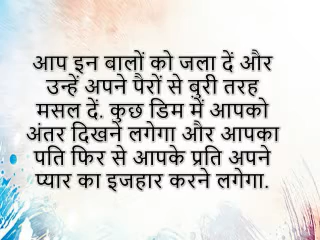 आप इन बालों को जला दें और
उन्हें अपने पैरों से बुरी तरह
मसल दें. कुछ डिम में आपको
अंतर दिखने लगेगा और आपका
पति फिर से आपके प्रति अपने
प्यार का इजहार करने लगेगा.